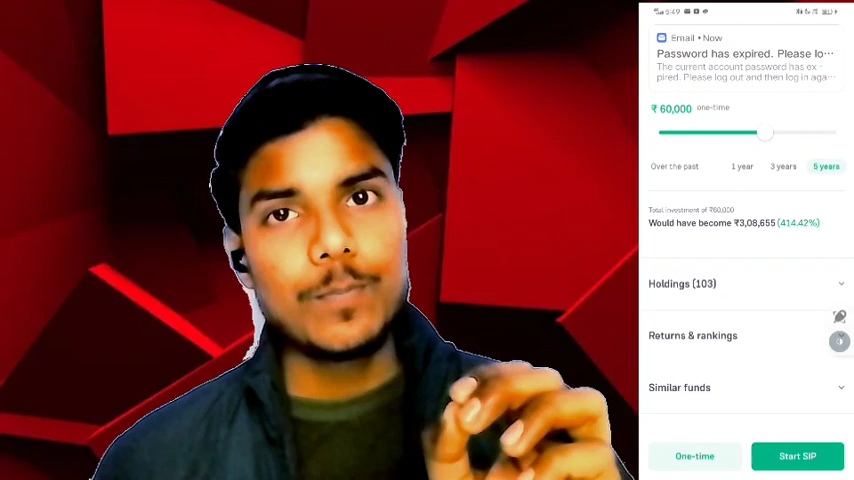 5:49
Email • Now
Password has expired. Please lo···
The current account password has ex -
pired. Please log out and then log in aga···
₹ 60,000 one-time
Over the past 1 year 3 years 5 years
Total investment of ₹60,000
Would have become ₹3,08,655 (414.42%)
Holdings (103)
Returns & rankings
Similar funds
One-time Start SIP